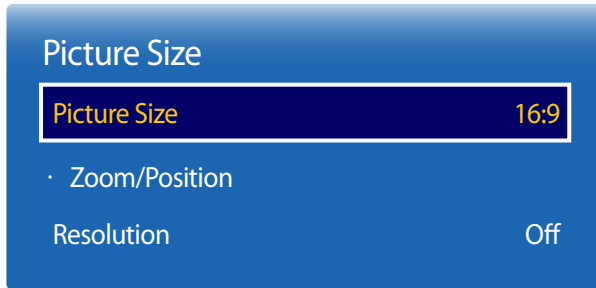 Picture Size
Picture Size 16:9
· Zoom/Position
Resolution Off